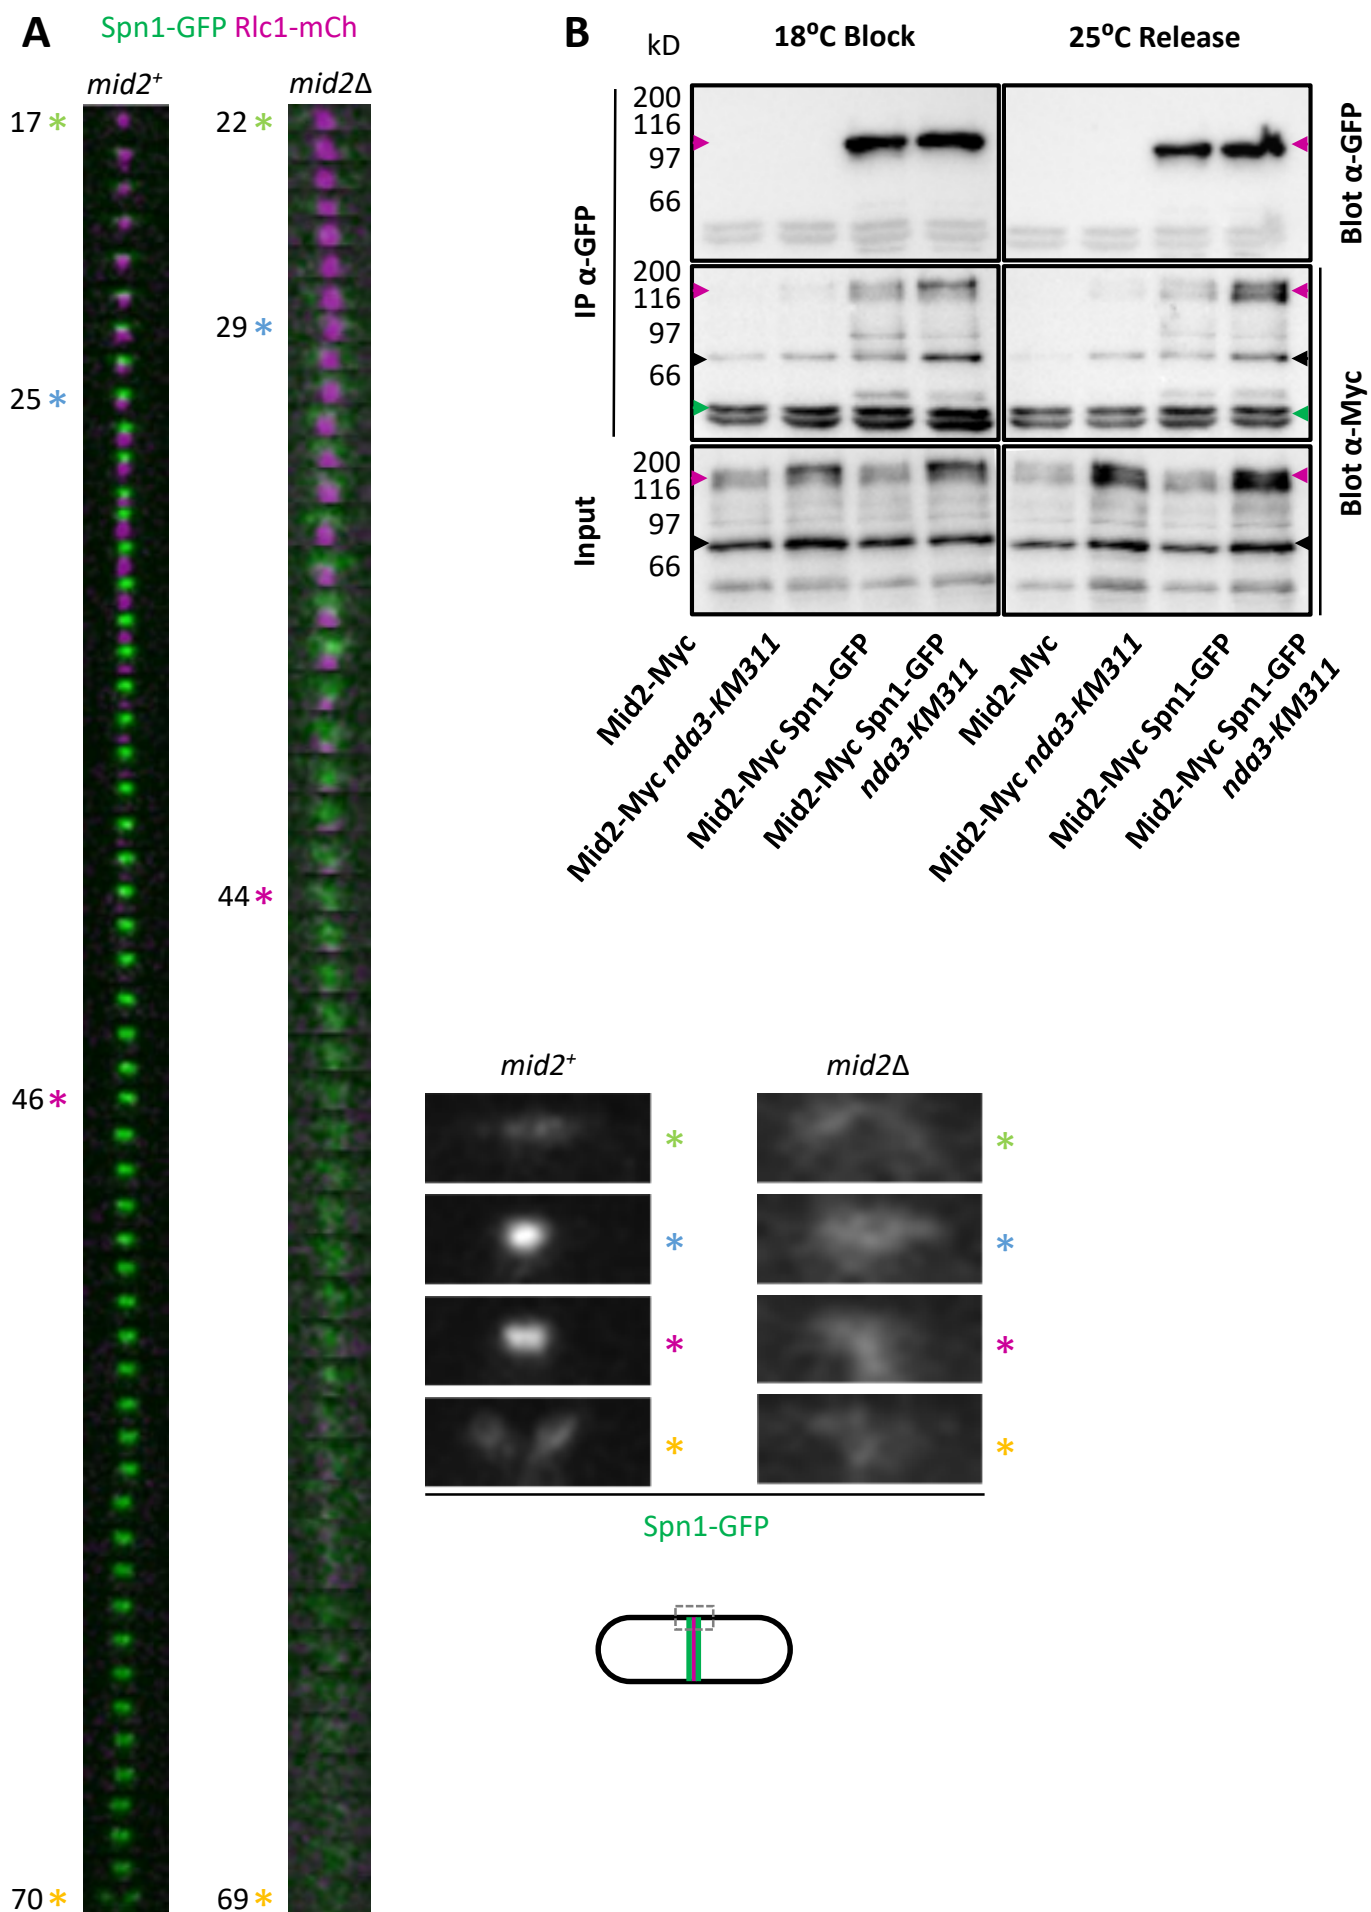 A
Spn1-GFP Rlc1-mCh
mid2⁺
mid2Δ
17 *
22 *
29 *
25 *
44 *
46 *
70 *
69 *
B
kD
18⁰C Block
25⁰C Release
IP α-GFP
200
116
97
66
Blot α-GFP
200
116
97
66
Blot α-Myc
Input
200
116
97
66
Mid2-Myc
Mid2-Myc nda3-KM311
Mid2-Myc Spn1-GFP
Mid2-Myc Spn1-GFP
nda3-KM311
Mid2-Myc
Mid2-Myc nda3-KM311
Mid2-Myc Spn1-GFP
Mid2-Myc Spn1-GFP
nda3-KM311
mid2⁺
mid2Δ
* *
* *
* *
* *
Spn1-GFP